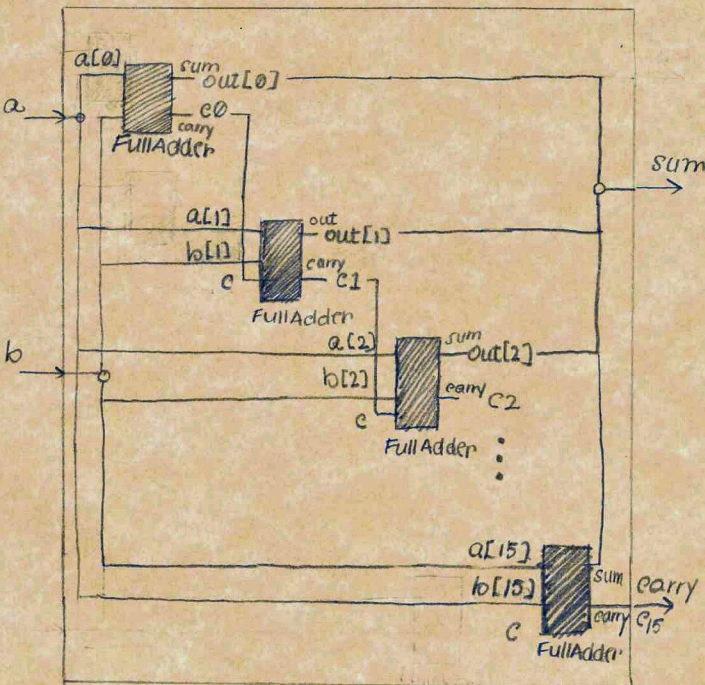 a[0]
sum
out[0]
a
c0
carry
FullAdder
sum
a[1]
out
out[1]
b[1]
carry
c
c1
FullAdder
a[2]
sum
out[2]
b
b[2]
carry
C2
c
FullAdder
a[15]
b[15]
sum
carry
carry
C15
c
FullAdder